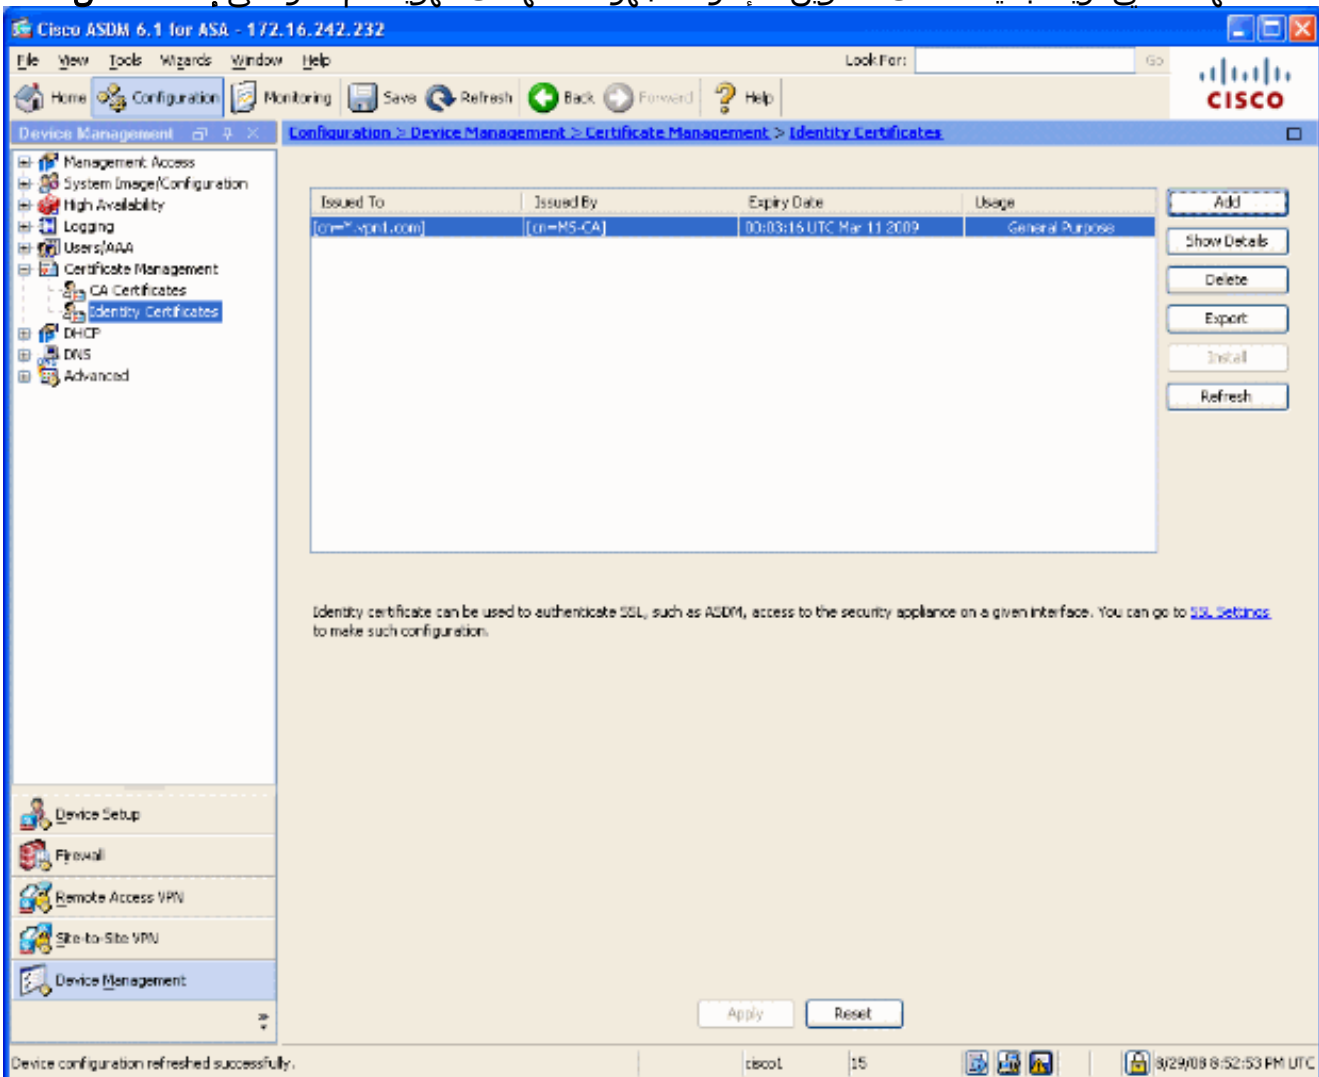 Cisco ASDM 6.1 for ASA - 172.16.242.232
File View Tools Wizards Window Help
Look For:
Go
Home Configuration Monitoring Save Refresh Back Forward Help
CISCO
Device Management
Configuration > Device Management > Certificate Management > Identity Certificates
Management Access
System Image/Configuration
High Availability
Logging
Users/AAA
Certificate Management
CA Certificates
Identity Certificates
DHCP
DNS
Advanced
Issued To Issued By Expiry Date Usage
[cn=*.vpn1.com] [cn=MS-CA] 00:03:16 UTC Mar 11 2009 General Purpose
Add
Show Details
Delete
Export
Install
Refresh
Identity certificate can be used to authenticate SSL, such as ASDM, access to the security appliance on a given interface. You can go to SSL Settings
to make such configuration.
Device Setup
Firewall
Remote Access VPN
Site-to-Site VPN
Device Management
Apply Reset
Device configuration refreshed successfully.
cisco1 15
8/29/08 8:52:53 PM UTC